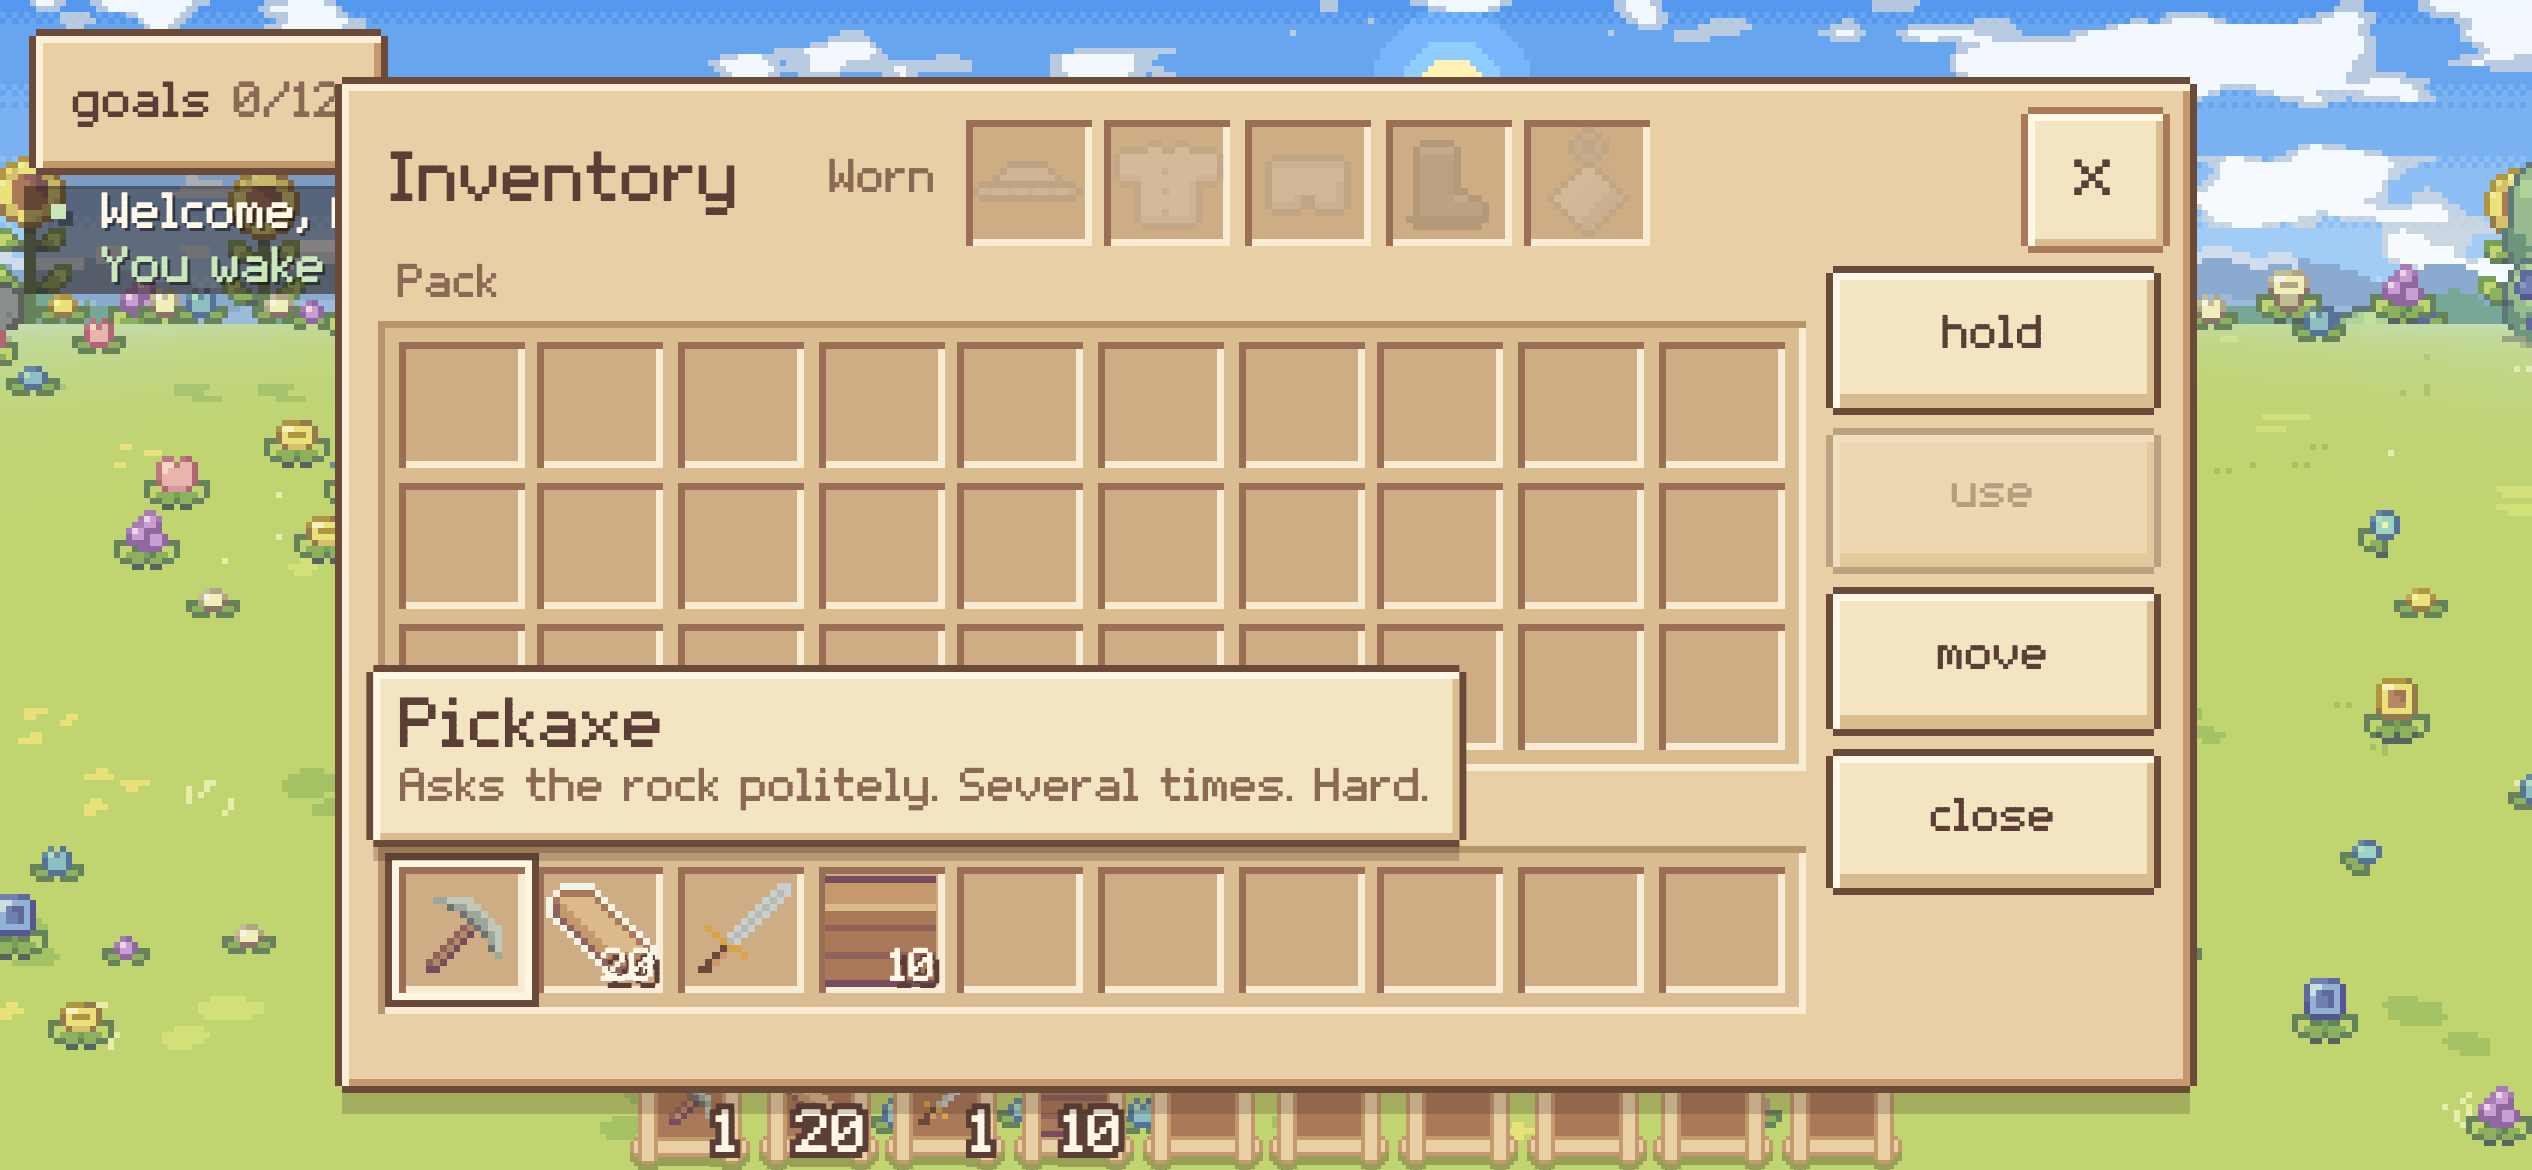 goals 0/12
Welcome,
You wake
Inventory
Worn
x
Pack
hold
use
move
close
Pickaxe
Asks the rock politely. Several times. Hard.
20
10
1
20
1
10